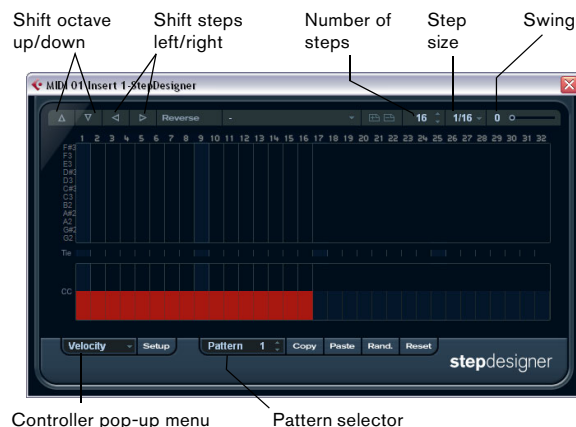 Shift octave up/down
Shift steps left/right
Number of steps
Step size
Swing
MIDI 01 Insert 1-StepDesigner
Reverse - 16 1/16 0
1 2 3 4 5 6 7 8 9 10 11 12 13 14 15 16 17 18 19 20 21 22 23 24 25 26 27 28 29 30 31 32
F#3
F3
E3
D#3
D3
C#3
C3
B2
A#2
A2
G#2
G2
Tie
CC
Velocity Setup Pattern 1 Copy Paste Rand. Reset
stepdesigner
Controller pop-up menu
Pattern selector